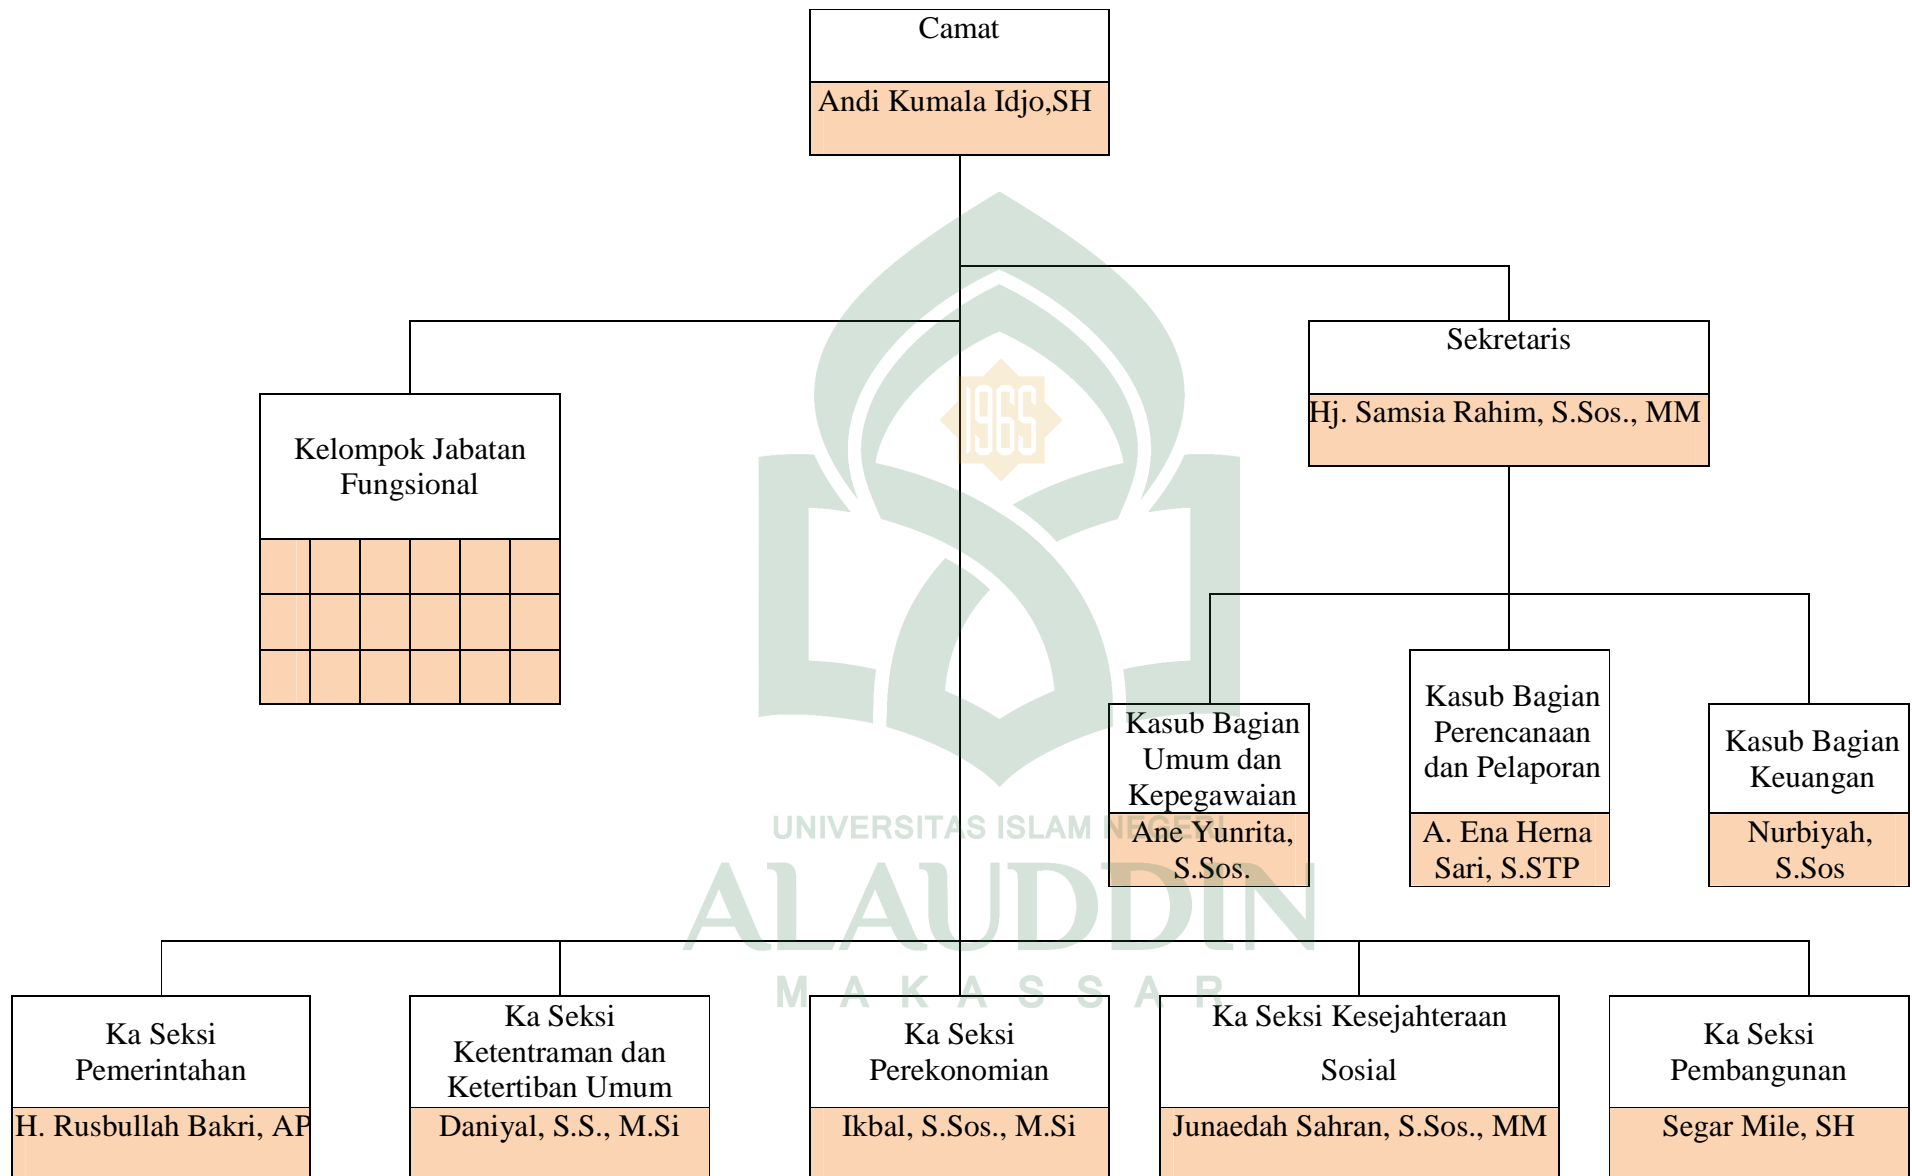 Camat
Andi Kumala Idjo,SH
Sekretaris
Hj. Samsia Rahim, S.Sos., MM
Kelompok Jabatan
Fungsional
1965
Kasub Bagian
Umum dan
Kepegawaian
Ane Yunrita,
S.Sos.
Kasub Bagian
Perencanaan
dan Pelaporan
A. Ena Herna
Sari, S.STP
Kasub Bagian
Keuangan
Nurbiyah,
S.Sos
UNIVERSITAS ISLAM NEGERI
ALAUDDIN
MAKASSAR
Ka Seksi
Pemerintahan
H. Rusbullah Bakri, AP
Ka Seksi
Ketentraman dan
Ketertiban Umum
Daniyal, S.S., M.Si
Ka Seksi
Perekonomian
Ikbal, S.Sos., M.Si
Ka Seksi Kesejahteraan
Sosial
Junaedah Sahran, S.Sos., MM
Ka Seksi
Pembangunan
Segar Mile, SH